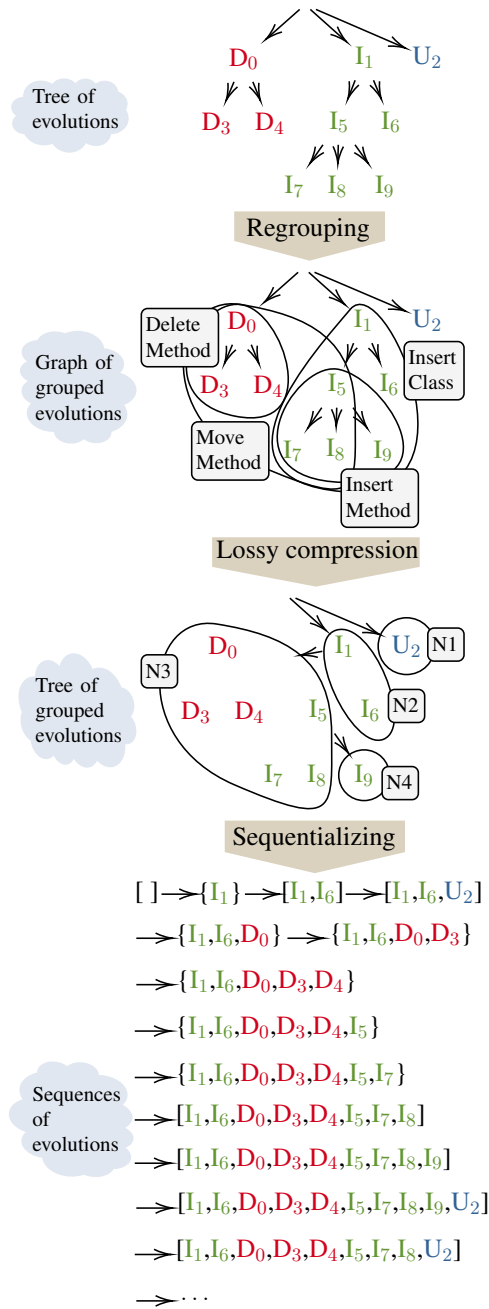 D₀ I₁ U₂
Tree of
evolutions
D₃ D₄ I₅ I₆
I₇ I₈ I₉
Regrouping
D₀ I₁ U₂
Delete
Method
Graph of
grouped
evolutions
Insert
Class
D₃ D₄ I₅ I₆
Move
Method
I₇ I₈ I₉
Insert
Method
Lossy compression
D₀ I₁ U₂ N1
N3
Tree of
grouped
evolutions
D₃ D₄ I₅ I₆ N2
I₇ I₈ I₉ N4
Sequentializing
[ ] → {I₁} → [I₁,I₆] → [I₁,I₆,U₂]
→ {I₁,I₆,D₀} → {I₁,I₆,D₀,D₃}
→ {I₁,I₆,D₀,D₃,D₄}
→ {I₁,I₆,D₀,D₃,D₄,I₅}
→ {I₁,I₆,D₀,D₃,D₄,I₅,I₇}
Sequences
of
evolutions
→ [I₁,I₆,D₀,D₃,D₄,I₅,I₇,I₈]
→ [I₁,I₆,D₀,D₃,D₄,I₅,I₇,I₈,I₉]
→ [I₁,I₆,D₀,D₃,D₄,I₅,I₇,I₈,I₉,U₂]
→ [I₁,I₆,D₀,D₃,D₄,I₅,I₇,I₈,U₂]
→ ⋯